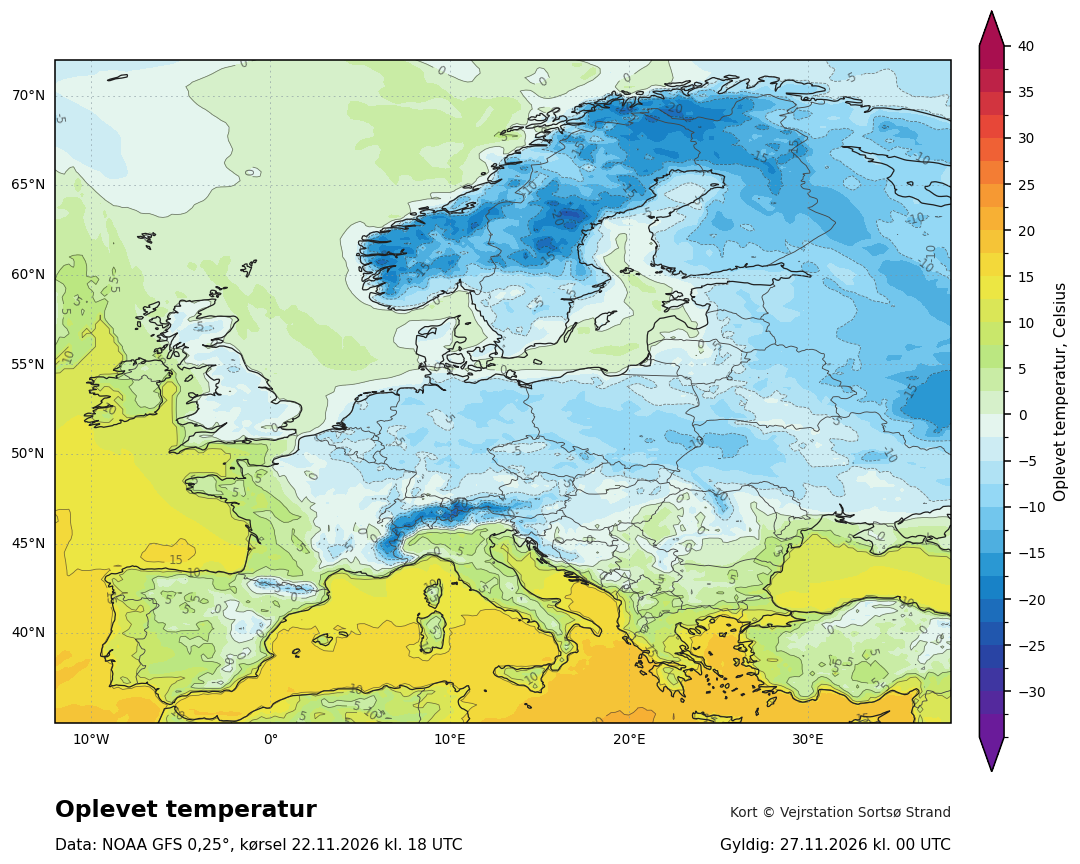 40
35
30
25
20
15
10
5
0
−5
−10
−15
−20
−25
−30
Oplevet temperatur, Celsius
70°N
65°N
60°N
55°N
50°N
45°N
40°N
10°W
0°
10°E
20°E
30°E
Oplevet temperatur
Kort © Vejrstation Sortsø Strand
Data: NOAA GFS 0,25°, kørsel 22.11.2026 kl. 18 UTC
Gyldig: 27.11.2026 kl. 00 UTC